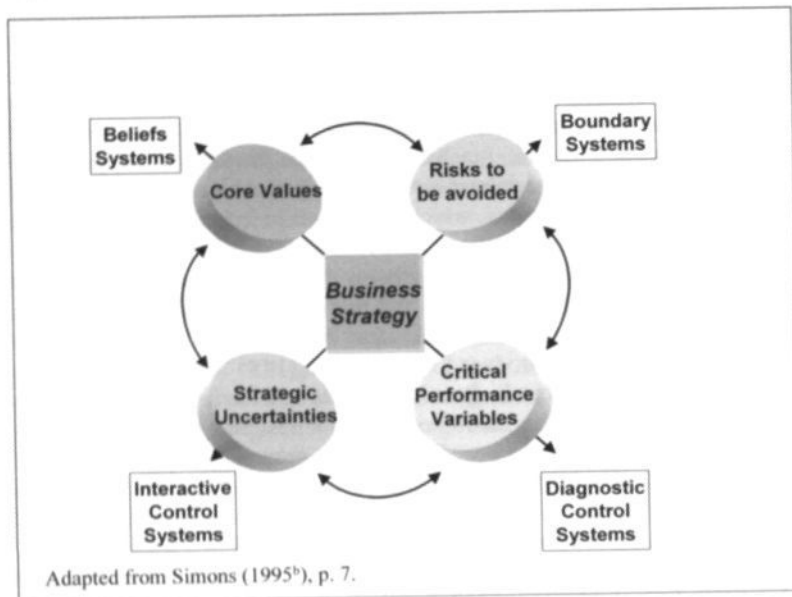 Beliefs
Systems
Boundary
Systems
Core Values
Risks to
be avoided
Business
Strategy
Strategic
Uncertainties
Critical
Performance
Variables
Interactive
Control
Systems
Diagnostic
Control
Systems
Adapted from Simons (1995ᵇ), p. 7.